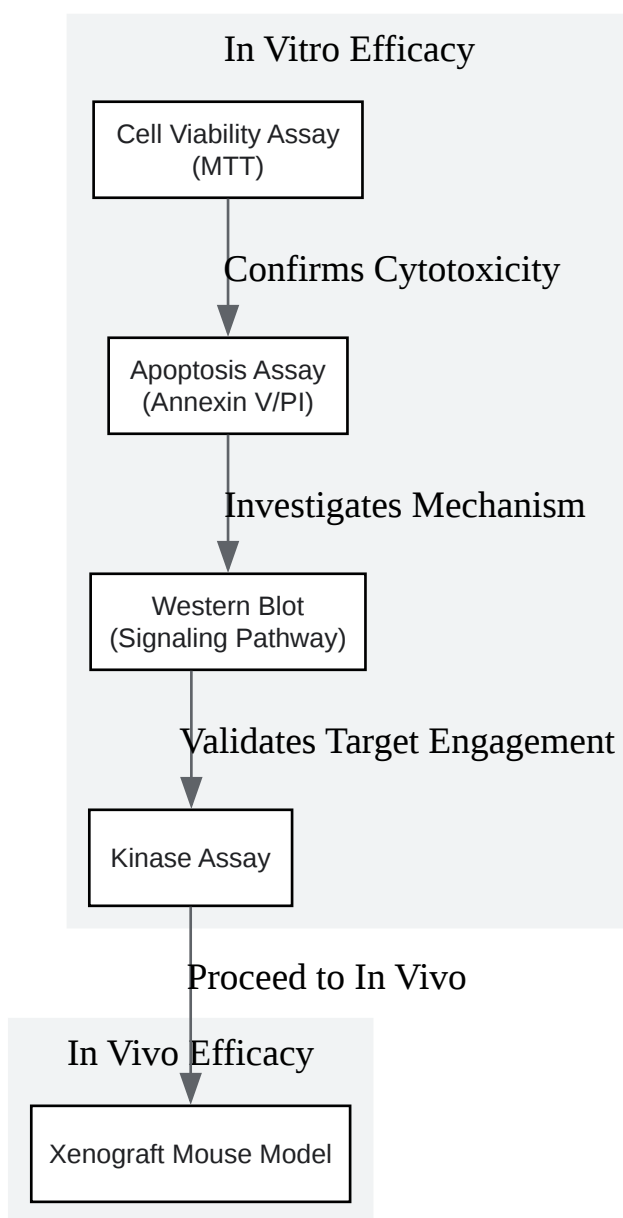 In Vitro Efficacy
Cell Viability Assay
(MTT)
Confirms Cytotoxicity
Apoptosis Assay
(Annexin V/PI)
Investigates Mechanism
Western Blot
(Signaling Pathway)
Validates Target Engagement
Kinase Assay
Proceed to In Vivo
In Vivo Efficacy
Xenograft Mouse Model